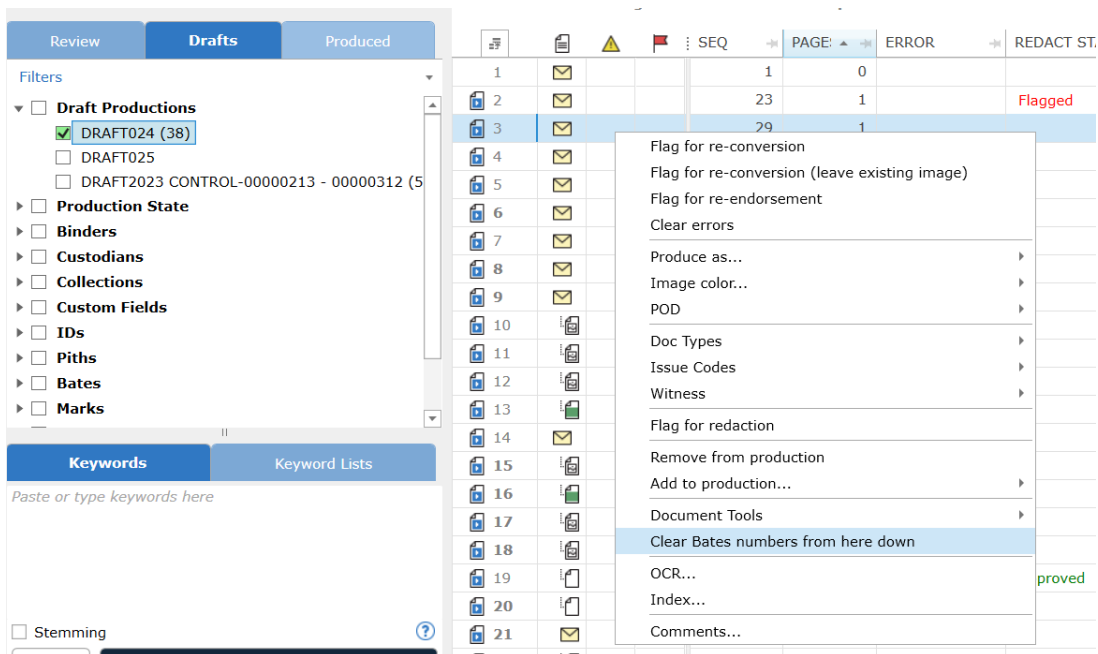 Review Drafts Produced
Filters
Draft Productions
DRAFT024 (38)
DRAFT025
DRAFT2023 CONTROL-00000213 - 00000312 (5
Production State
Binders
Custodians
Collections
Custom Fields
IDs
Piths
Bates
Marks
Keywords Keyword Lists
Paste or type keywords here
Stemming ?
SEQ PAGE ERROR REDACT STA
1 1 0
2 23 1 Flagged
3 29 1
4
5
6
7
8
9
10
11
12
13
14
15
16
17
18
19 proved
20
21
Flag for re-conversion
Flag for re-conversion (leave existing image)
Flag for re-endorsement
Clear errors
Produce as...
Image color...
POD
Doc Types
Issue Codes
Witness
Flag for redaction
Remove from production
Add to production...
Document Tools
Clear Bates numbers from here down
OCR...
Index...
Comments...